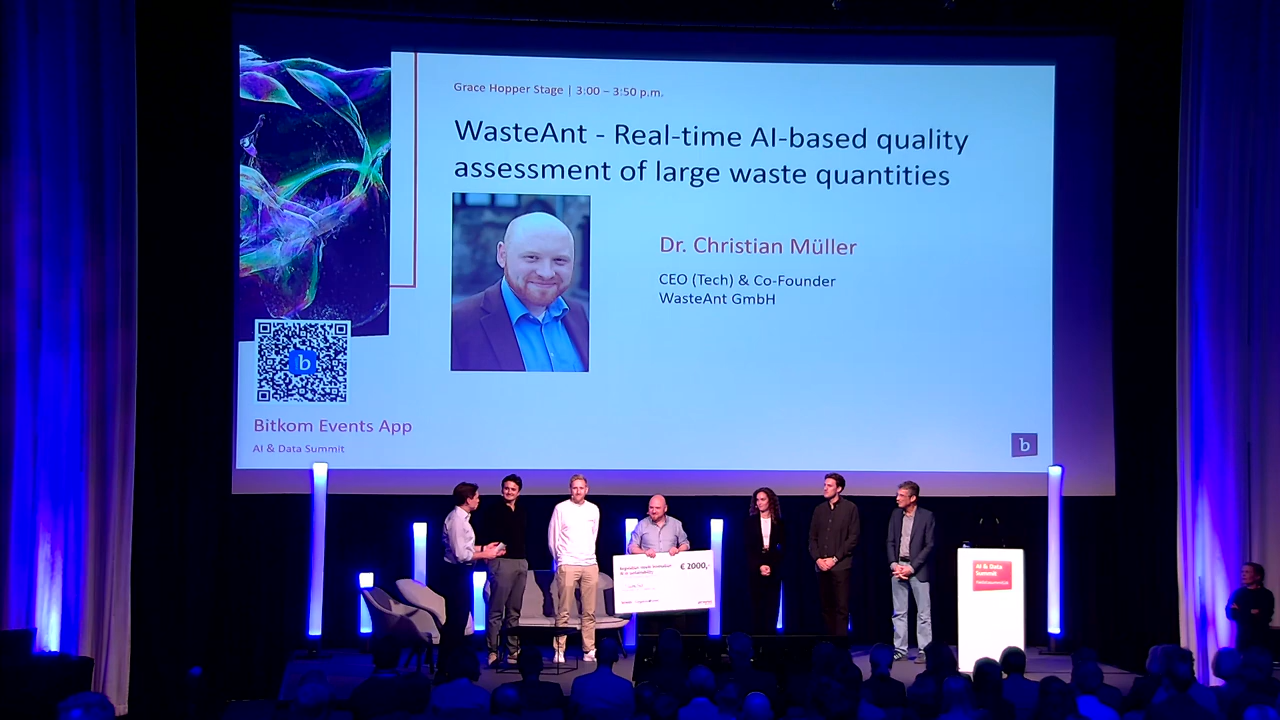 Grace Hopper Stage | 3:00 – 3:50 p.m.
WasteAnt - Real-time AI-based quality
assessment of large waste quantities
Dr. Christian Müller
CEO (Tech) & Co-Founder
WasteAnt GmbH
b
Bitkom Events App
AI & Data Summit
b
€ 2000,-
AI & Data
Summit